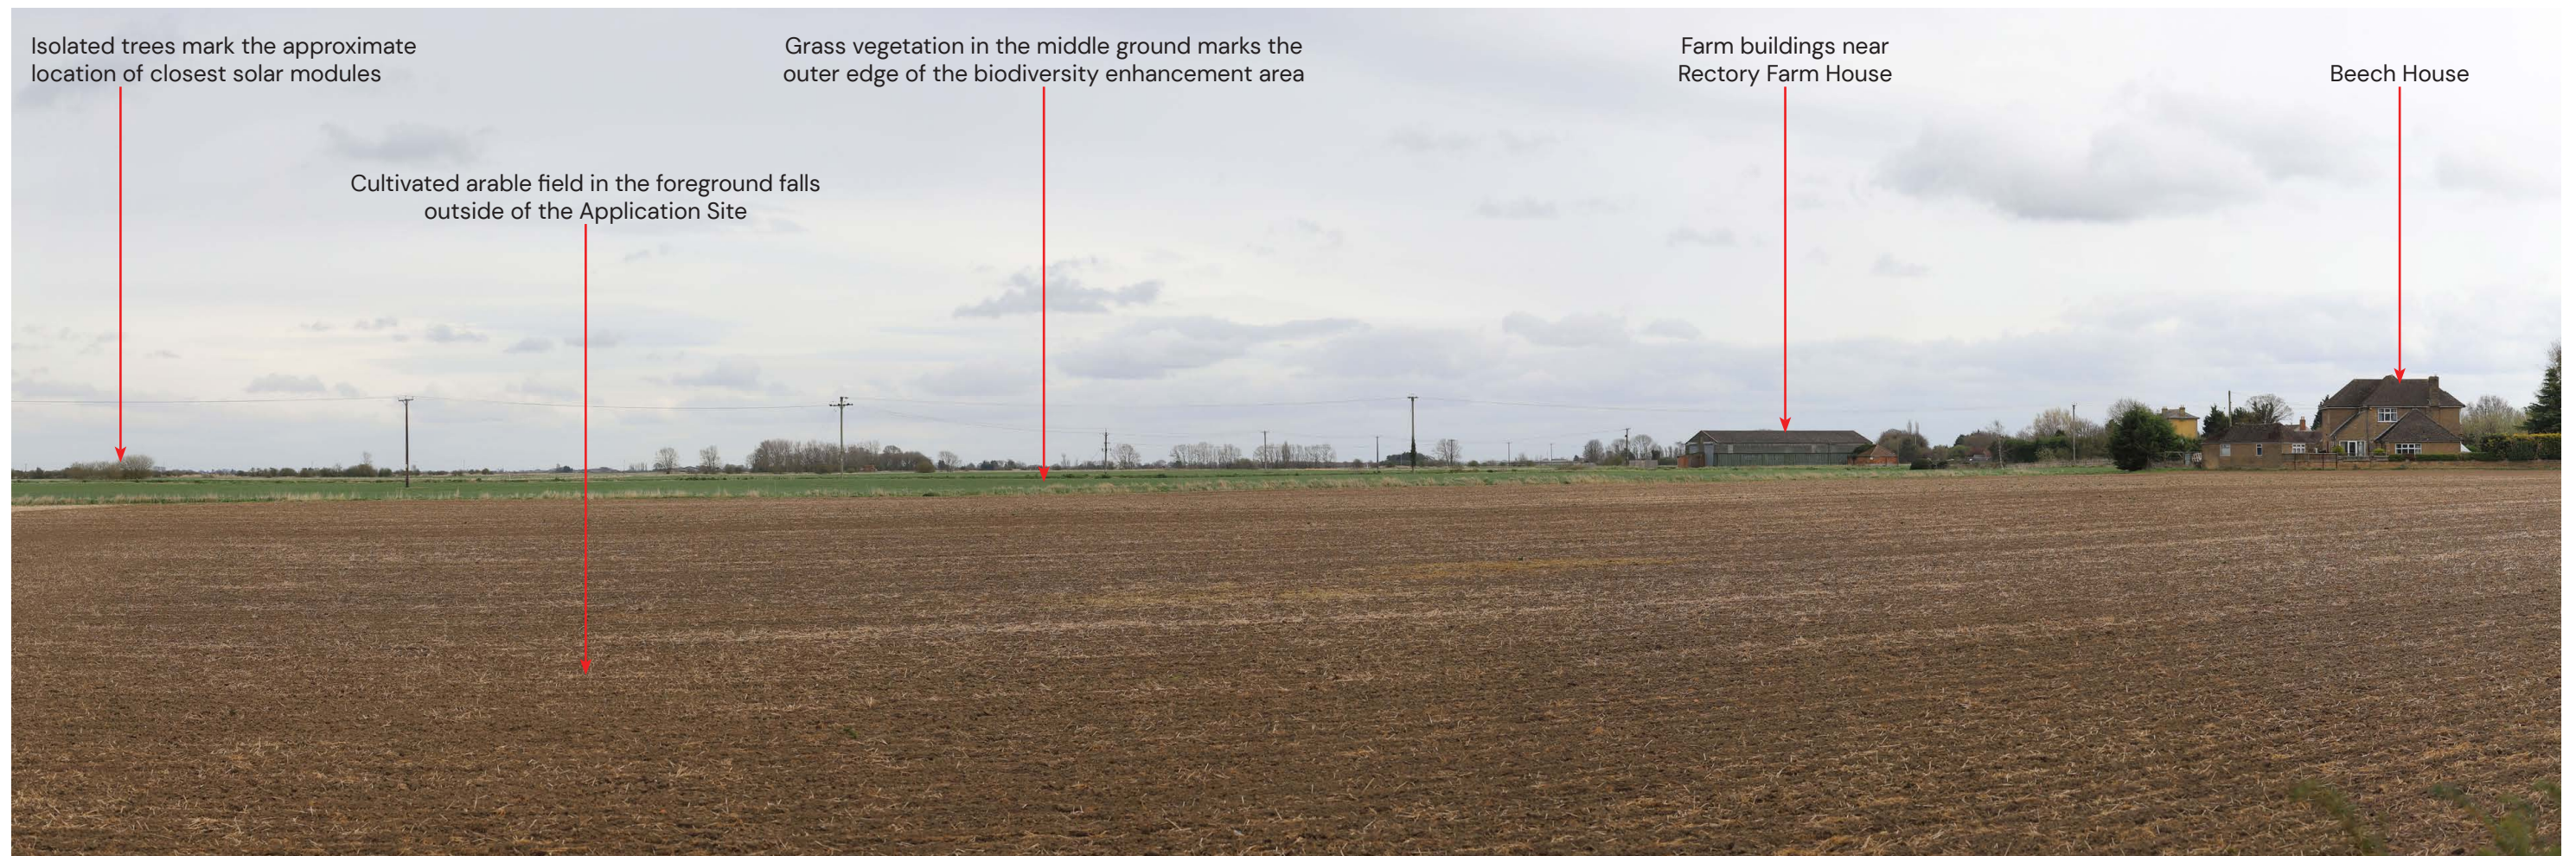 Isolated trees mark the approximate
location of closest solar modules
Cultivated arable field in the foreground falls
outside of the Application Site
Grass vegetation in the middle ground marks the
outer edge of the biodiversity enhancement area
Farm buildings near
Rectory Farm House
Beech House